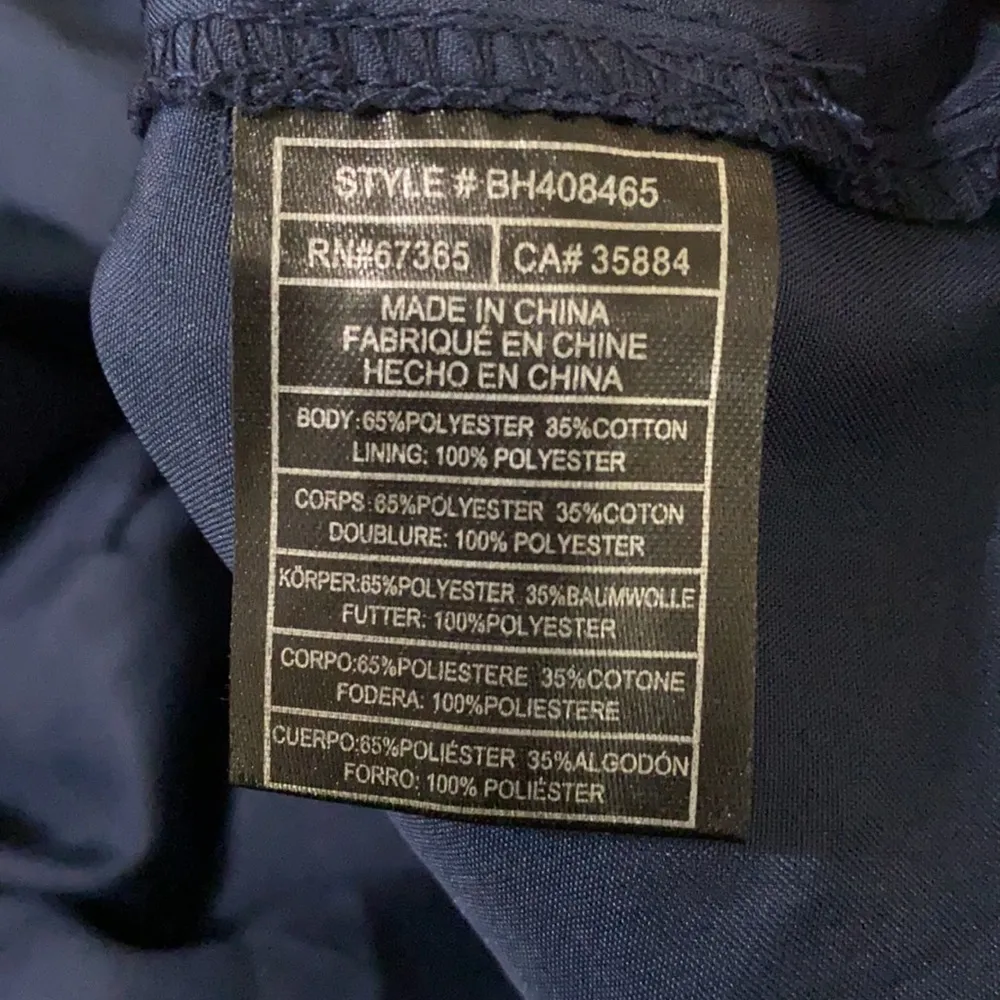 STYLE # BH408465
RN#67365 CA# 35884
MADE IN CHINA
FABRIQUÉ EN CHINE
HECHO EN CHINA
BODY:65%POLYESTER 35%COTTON
LINING: 100% POLYESTER
CORPS:65%POLYESTER 35%COTON
DOUBLURE: 100% POLYESTER
KÖRPER:65%POLYESTER 35%BAUMWOLLE
FUTTER: 100%POLYESTER
CORPO:65%POLIESTERE 35%COTONE
FODERA: 100%POLIESTERE
CUERPO:65%POLIÉSTER 35%ALGODÓN
FORRO: 100% POLIÉSTER